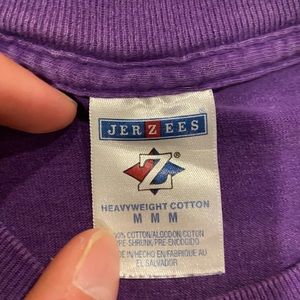 JERZEES
Z®
HEAVYWEIGHT COTTON
M M M
100% COTTON/ALGODON/COTON
PRE-SHRUNK/PRE-ENCOGIDO
MADE IN/HECHO EN/FABRIQUE AU
EL SALVADOR